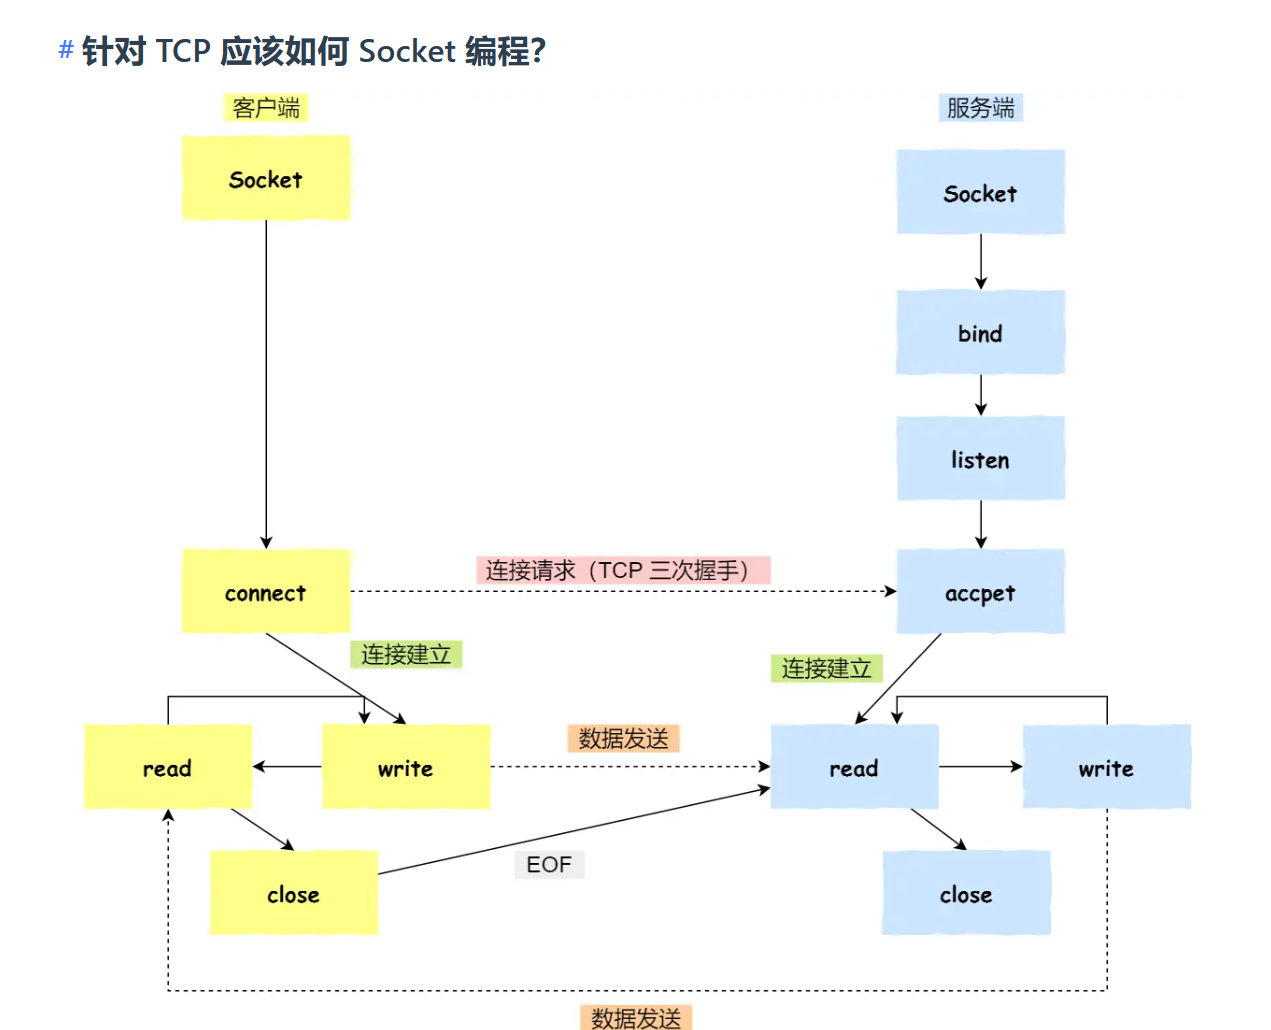 # 针对 TCP 应该如何 Socket 编程？
客户端
服务端
Socket
Socket
bind
listen
connect
连接请求（TCP 三次握手）
accpet
连接建立
连接建立
read
write
数据发送
read
write
EOF
close
close
数据发送